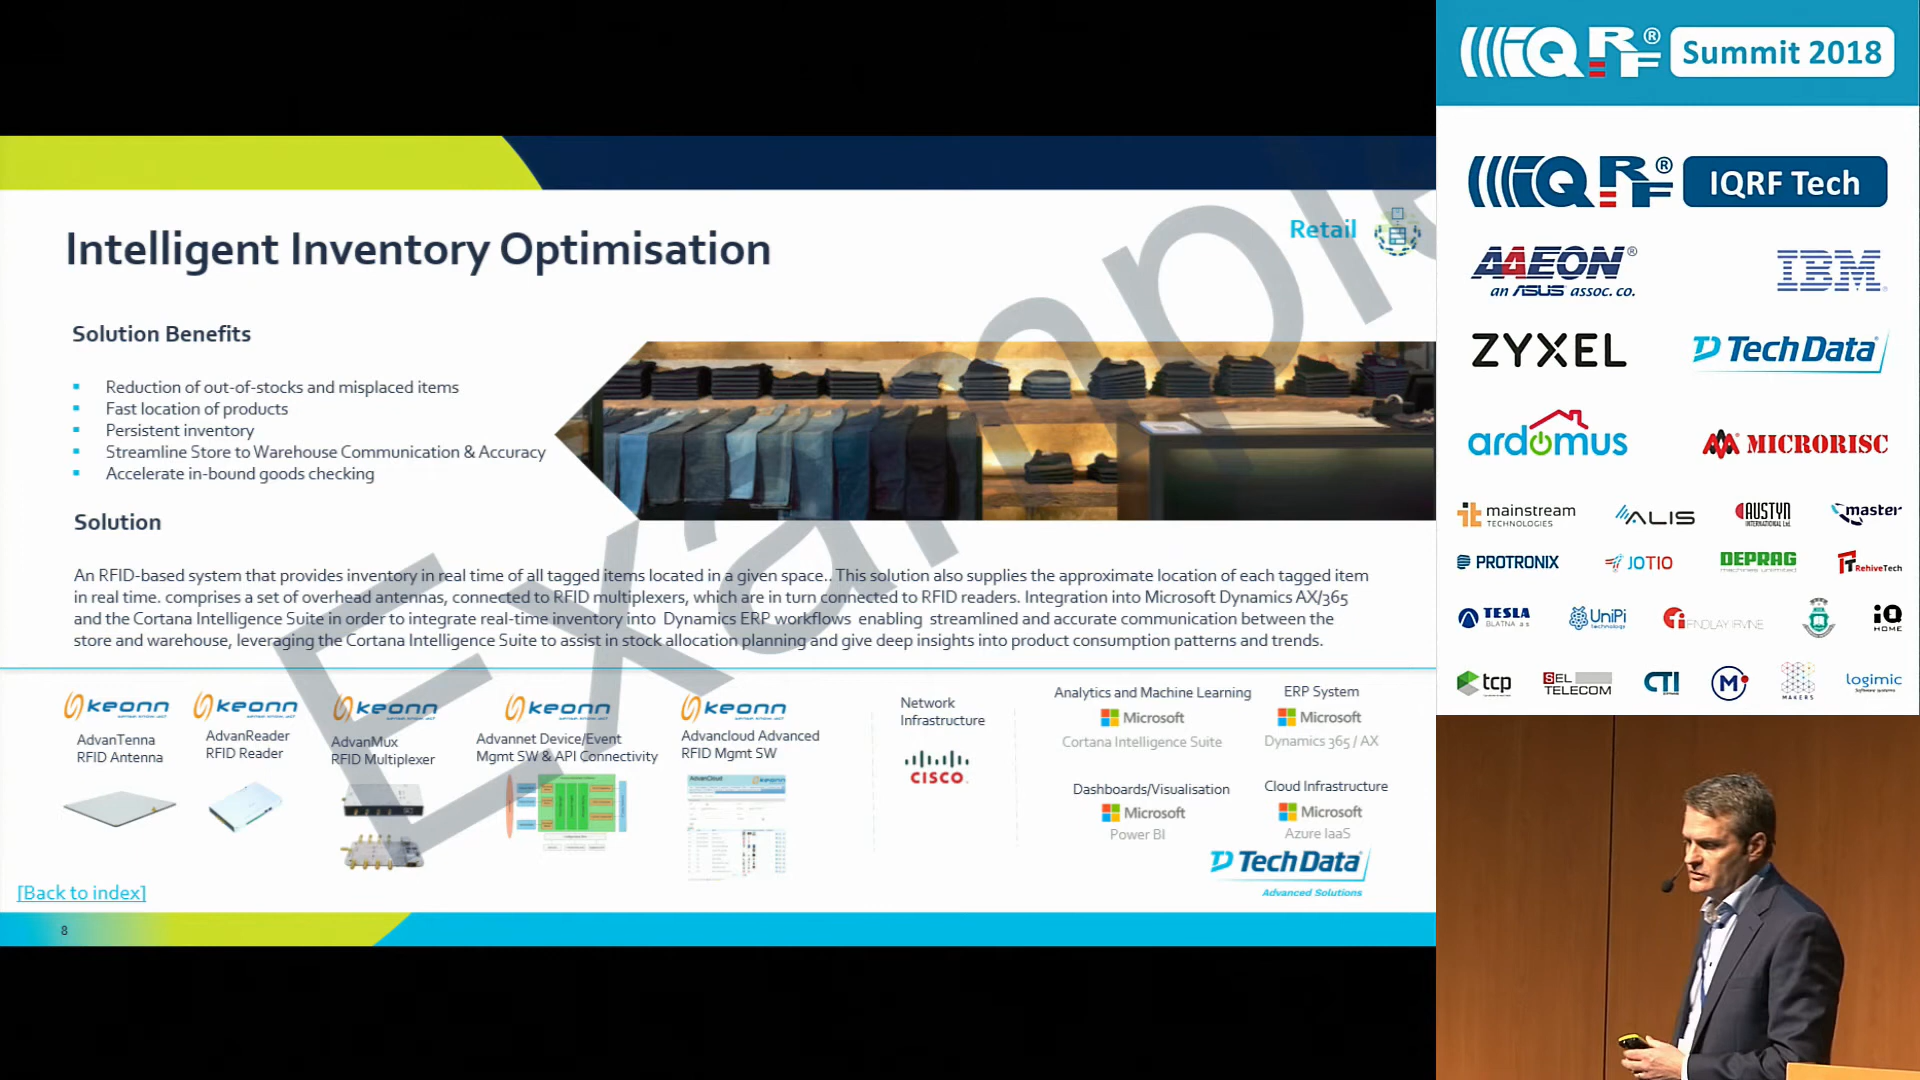 Intelligent Inventory Optimisation
Retail
Solution Benefits
Reduction of out-of-stocks and misplaced items
Fast location of products
Persistent inventory
Streamline Store to Warehouse Communication & Accuracy
Accelerate in-bound goods checking
Solution
An RFID-based system that provides inventory in real time of all tagged items located in a given space.. This solution also supplies the approximate location of each tagged item
in real time. comprises a set of overhead antennas, connected to RFID multiplexers, which are in turn connected to RFID readers. Integration into Microsoft Dynamics AX/365
and the Cortana Intelligence Suite in order to integrate real-time inventory into Dynamics ERP workflows enabling streamlined and accurate communication between the
store and warehouse, leveraging the Cortana Intelligence Suite to assist in stock allocation planning and give deep insights into product consumption patterns and trends.
Example
keonn
AdvanTenna
RFID Antenna
keonn
AdvanReader
RFID Reader
keonn
AdvanMux
RFID Multiplexer
keonn
Advannet Device/Event
Mgmt SW & API Connectivity
keonn
Advancloud Advanced
RFID Mgmt SW
Network
Infrastructure
CISCO
Analytics and Machine Learning
Microsoft
Cortana Intelligence Suite
ERP System
Microsoft
Dynamics 365 / AX
Dashboards/Visualisation
Microsoft
Power BI
Cloud Infrastructure
Microsoft
Azure IaaS
TechData
Advanced Solutions
[Back to index]
8
IQRF® Summit 2018
IQRF® IQRF Tech
AAEON®
an ASUS assoc. co.
IBM
ZYXEL
TechData
ardomus
MICRORISC
mainstream
TECHNOLOGIES
ALIS
AUSTYN
INTERNATIONAL Ltd.
master
PROTRONIX
JOTIO
DEPRAG
RehiveTech
TESLA
BLATNÁ a.s
UniPi
technology
FINDLAY IRVINE
iQ
HOME
tcp
SEL
TELECOM
CTI
M
MAKERS
logimic
Software systems